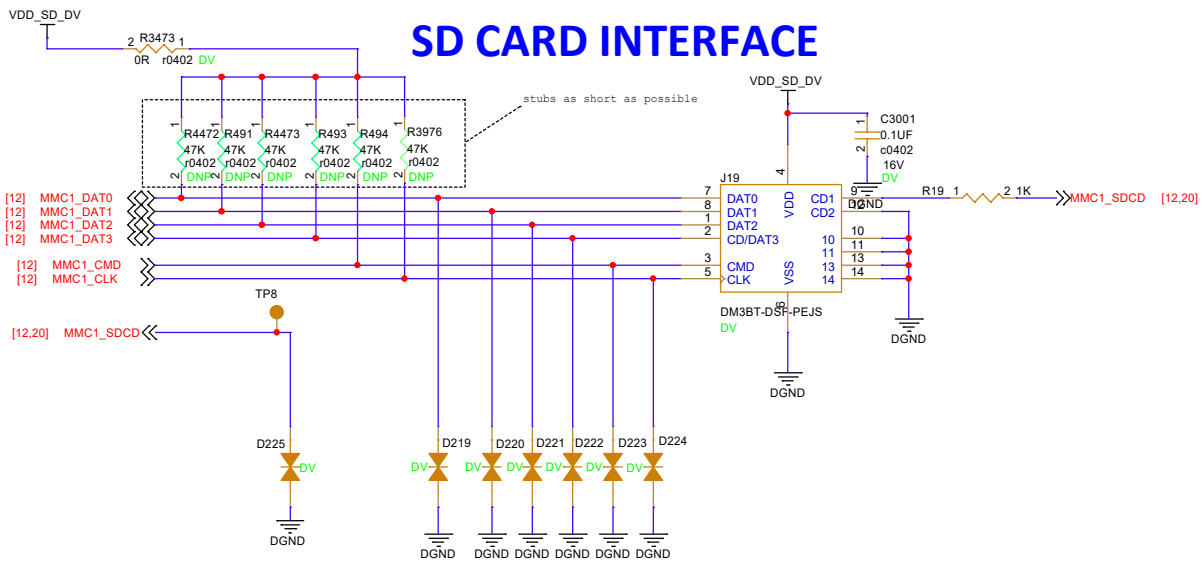 SD CARD INTERFACE
VDD_SD_DV
R3473
2 1
0R r0402 DV
stubs as short as possible
1 R4472 47K r0402 2 DNP
1 R491 47K r0402 2 DNP
1 R4473 47K r0402 2 DNP
1 R493 47K r0402 2 DNP
1 R494 47K r0402 2 DNP
1 R3976 47K r0402 2
VDD_SD_DV
1 C3001
0.1UF
2 c0402
16V
DV
DGND
J19
4
VDD
[12] MMC1_DAT0 7 DAT0 CD1 9 R19 1 2 1K MMC1_SDCD [12,20]
[12] MMC1_DAT1 8 DAT1 CD2 12
[12] MMC1_DAT2 1 DAT2
[12] MMC1_DAT3 2 CD/DAT3 10 10
11 11
[12] MMC1_CMD 3 CMD 13 13
[12] MMC1_CLK 5 CLK 14 14
VSS
6
DM3BT-DSF-PEJS
DV
DGND
DGND
TP8
[12,20] MMC1_SDCD
D225 D219 D220 D221 D222 D223 D224
DV DV DV DV DV DV DV
DGND DGND DGND DGND DGND DGND DGND